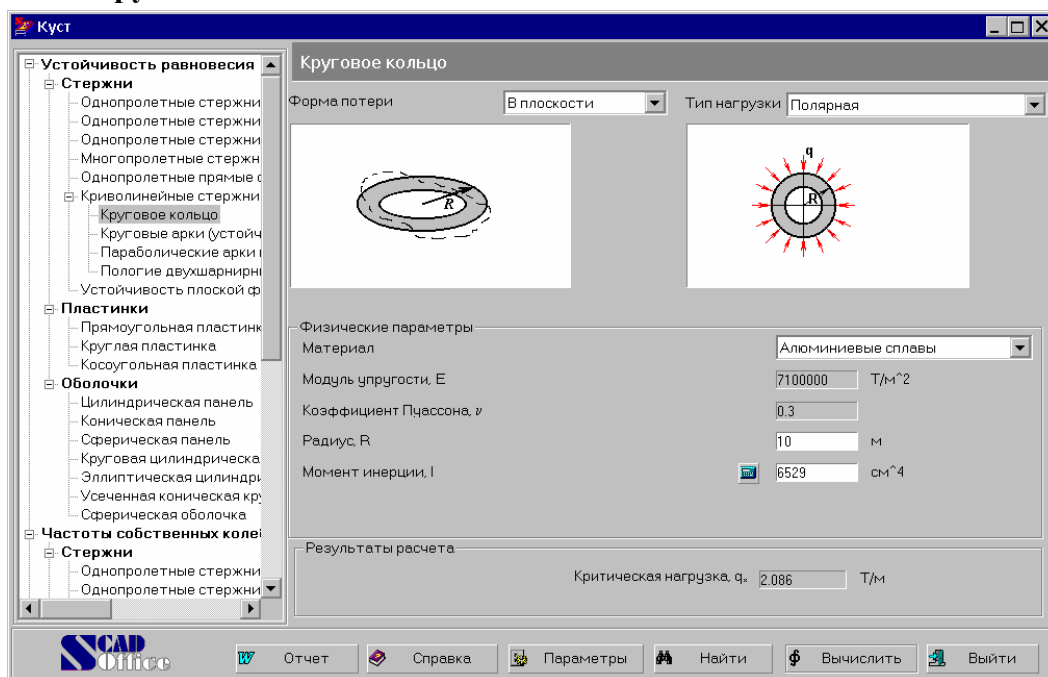 Куст
Устойчивость равновесия
Стержни
Однопролетные стержни
Однопролетные стержни
Однопролетные стержни
Многопролетные стержн
Однопролетные прямые с
Криволинейные стержни
Круговое кольцо
Круговые арки (устойч
Параболические арки
Пологие двухшарнирн
Устойчивость плоской ф
Пластинки
Прямоугольная пластинк
Круглая пластинка
Косоугольная пластинка
Оболочки
Цилиндрическая панель
Коническая панель
Сферическая панель
Круговая цилиндрическа
Эллиптическая цилиндри
Усеченная коническая кру
Сферическая оболочка
Частоты собственных колеб
Стержни
Однопролетные стержни
Однопролетные стержни
Круговое кольцо
Форма потери В плоскости Тип нагрузки Полярная
R
q
R
Физические параметры
Материал Алюминиевые сплавы
Модуль упругости, E 7100000 Т/м^2
Коэффициент Пуассона, ν 0.3
Радиус, R 10 м
Момент инерции, I 6529 см^4
Результаты расчета
Критическая нагрузка, q* 2.086 Т/м
SCAD Office
Отчет Справка Параметры Найти Вычислить Выйти